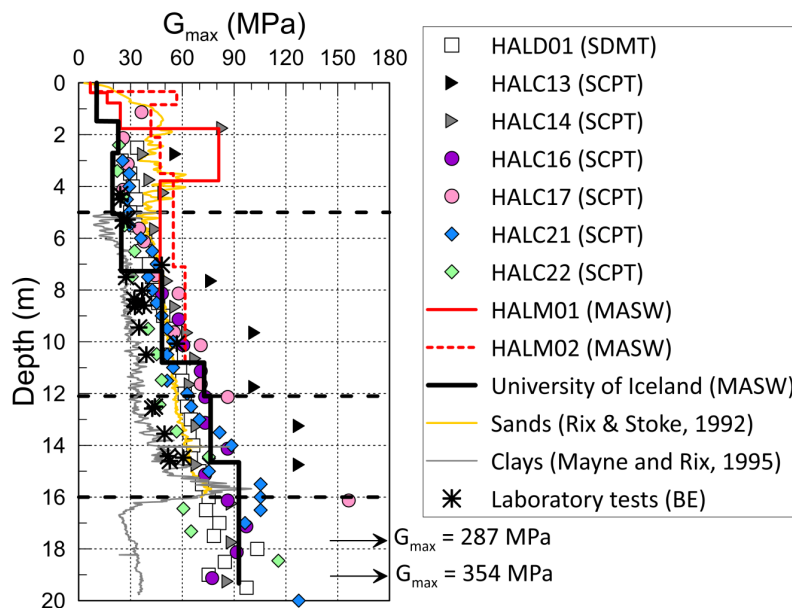 Gmax (MPa)
0 30 60 90 120 150 180
Depth (m)
0
2
4
6
8
10
12
14
16
18
20
HALD01 (SDMT)
HALC13 (SCPT)
HALC14 (SCPT)
HALC16 (SCPT)
HALC17 (SCPT)
HALC21 (SCPT)
HALC22 (SCPT)
HALM01 (MASW)
HALM02 (MASW)
University of Iceland (MASW)
Sands (Rix & Stoke, 1992)
Clays (Mayne and Rix, 1995)
Laboratory tests (BE)
Gmax = 287 MPa
Gmax = 354 MPa